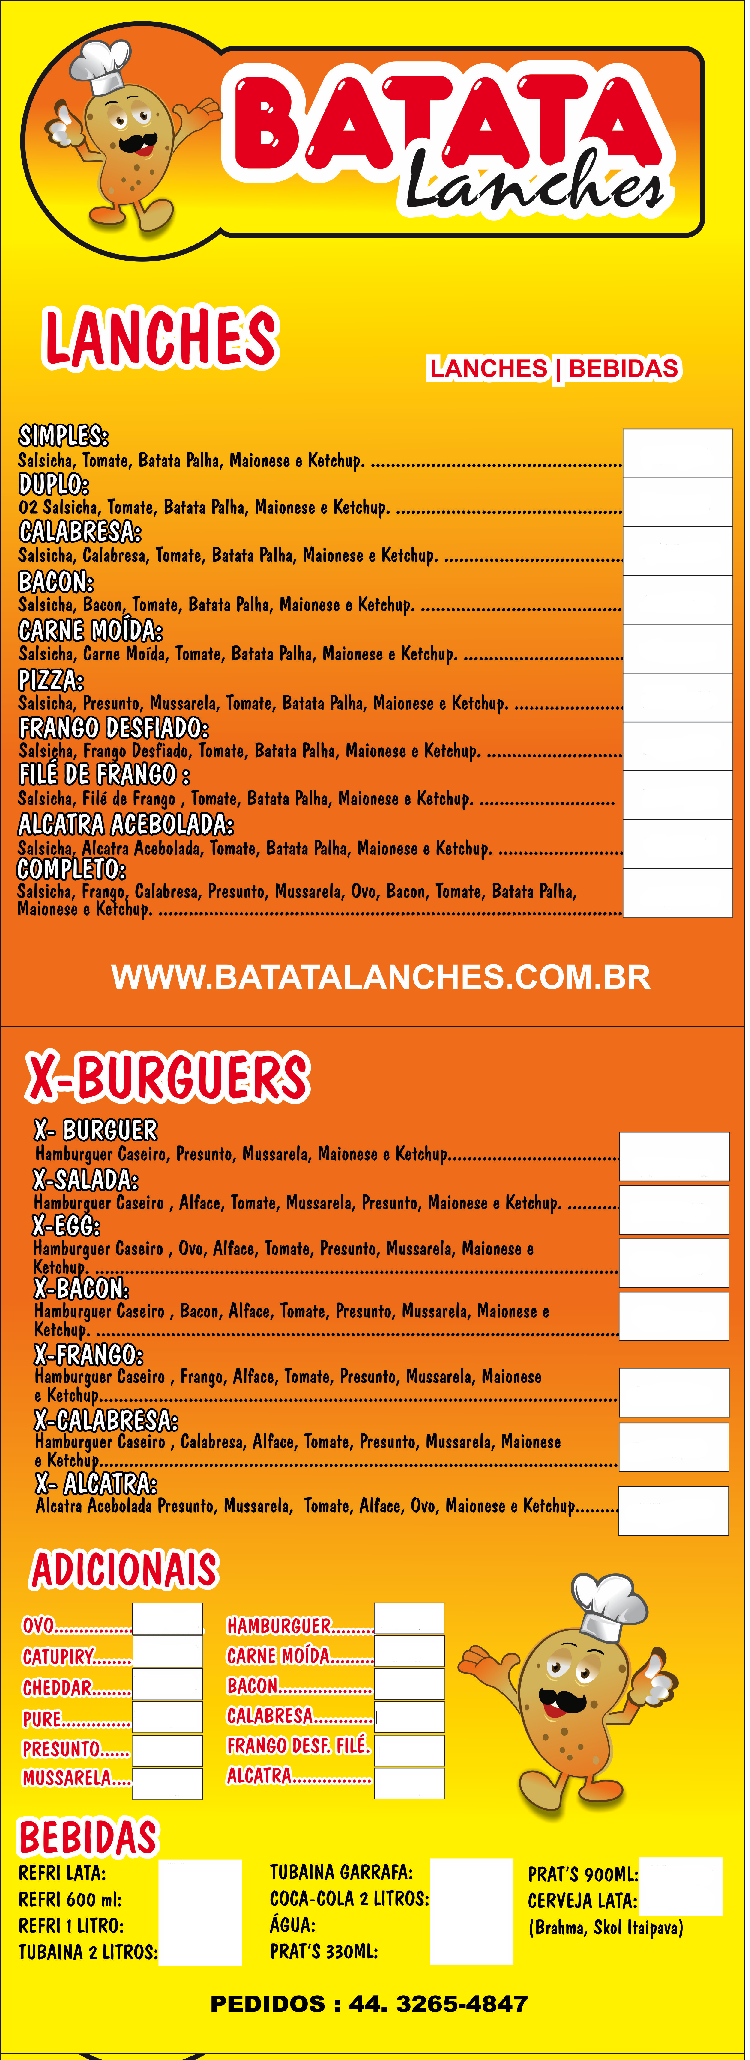 BATATA
Lanches
LANCHES
LANCHES | BEBIDAS
SIMPLES:
Salsicha, Tomate, Batata Palha, Maionese e Ketchup. ..................................................
DUPLO:
02 Salsicha, Tomate, Batata Palha, Maionese e Ketchup. .............................................
CALABRESA:
Salsicha, Calabresa, Tomate, Batata Palha, Maionese e Ketchup. ....................................
BACON:
Salsicha, Bacon, Tomate, Batata Palha, Maionese e Ketchup. ........................................
CARNE MOÍDA:
Salsicha, Carne Moída, Tomate, Batata Palha, Maionese e Ketchup. ................................
PIZZA:
Salsicha, Presunto, Mussarela, Tomate, Batata Palha, Maionese e Ketchup. ......................
FRANGO DESFIADO:
Salsicha, Frango Desfiado, Tomate, Batata Palha, Maionese e Ketchup. ...........................
FILÉ DE FRANGO :
Salsicha, Filé de Frango , Tomate, Batata Palha, Maionese e Ketchup. ...........................
ALCATRA ACEBOLADA:
Salsicha, Alcatra Acebolada, Tomate, Batata Palha, Maionese e Ketchup. .........................
COMPLETO:
Salsicha, Frango, Calabresa, Presunto, Mussarela, Ovo, Bacon, Tomate, Batata Palha,
Maionese e Ketchup. ............................................................................................
WWW.BATATALANCHES.COM.BR
X-BURGUERS
X- BURGUER
Hamburguer Caseiro, Presunto, Mussarela, Maionese e Ketchup..................................
X-SALADA:
Hamburguer Caseiro , Alface, Tomate, Mussarela, Presunto, Maionese e Ketchup. ...........
X-EGG:
Hamburguer Caseiro , Ovo, Alface, Tomate, Presunto, Mussarela, Maionese e
Ketchup. .........................................................................................................
X-BACON:
Hamburguer Caseiro , Bacon, Alface, Tomate, Presunto, Mussarela, Maionese e
Ketchup. .........................................................................................................
X-FRANGO:
Hamburguer Caseiro , Frango, Alface, Tomate, Presunto, Mussarela, Maionese
e Ketchup........................................................................................................
X-CALABRESA:
Hamburguer Caseiro , Calabresa, Alface, Tomate, Presunto, Mussarela, Maionese
e Ketchup........................................................................................................
X- ALCATRA:
Alcatra Acebolada Presunto, Mussarela, Tomate, Alface, Ovo, Maionese e Ketchup.........
ADICIONAIS
OVO................
CATUPIRY........
CHEDDAR........
PURE..............
PRESUNTO......
MUSSARELA....
HAMBURGUER.........
CARNE MOÍDA.........
BACON...................
CALABRESA............
FRANGO DESF. FILÉ.
ALCATRA................
BEBIDAS
REFRI LATA:
REFRI 600 ml:
REFRI 1 LITRO:
TUBAINA 2 LITROS:
TUBAINA GARRAFA:
COCA-COLA 2 LITROS:
ÁGUA:
PRAT'S 330ML:
PRAT'S 900ML:
CERVEJA LATA:
(Brahma, Skol Itaipava)
PEDIDOS : 44. 3265-4847